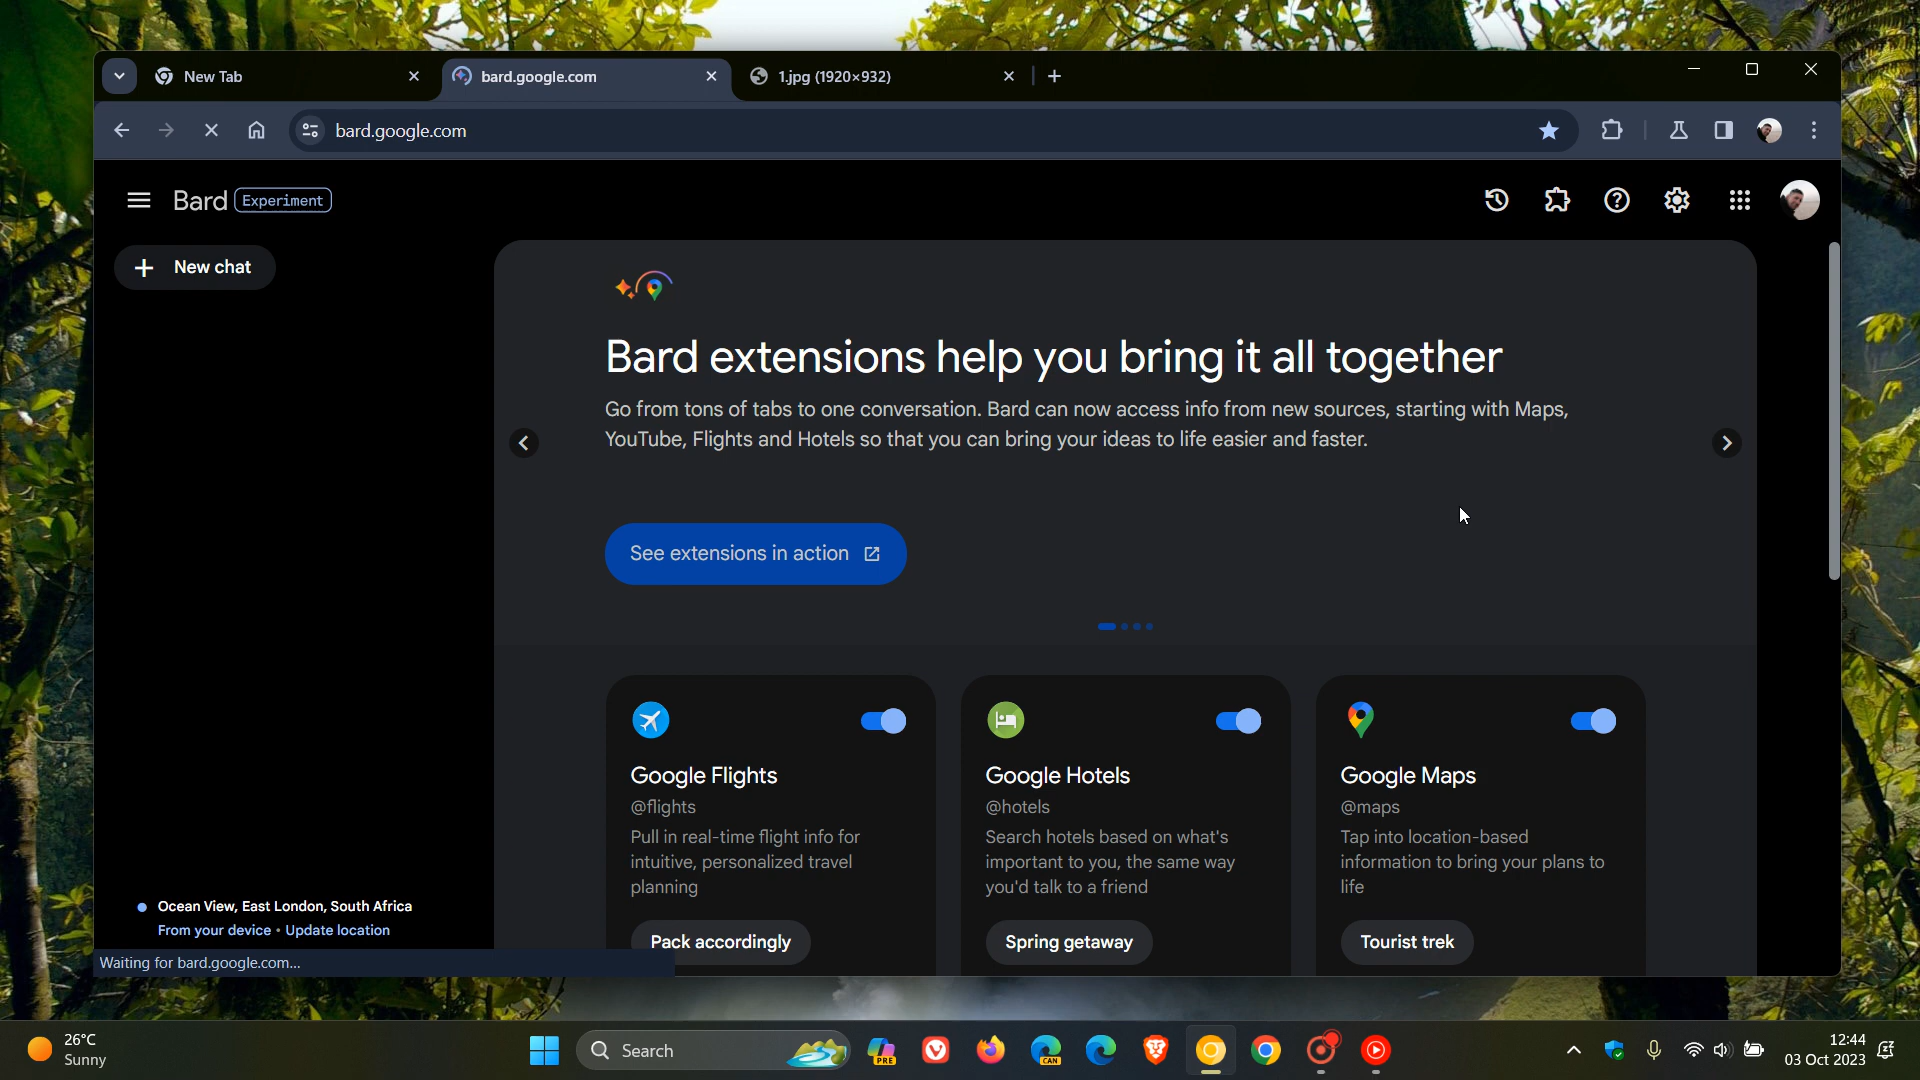 New Tab
bard.google.com
1.jpg (1920×932)
bard.google.com
Bard Experiment
New chat
Bard extensions help you bring it all together
Go from tons of tabs to one conversation. Bard can now access info from new sources, starting with Maps,
YouTube, Flights and Hotels so that you can bring your ideas to life easier and faster.
See extensions in action
Google Flights
@flights
Pull in real-time flight info for
intuitive, personalized travel
planning
Pack accordingly
Google Hotels
@hotels
Search hotels based on what's
important to you, the same way
you'd talk to a friend
Spring getaway
Google Maps
@maps
Tap into location-based
information to bring your plans to
life
Tourist trek
Ocean View, East London, South Africa
From your device • Update location
Waiting for bard.google.com...
26°C
Sunny
Search
PRE
CAN
12:44
03 Oct 2023